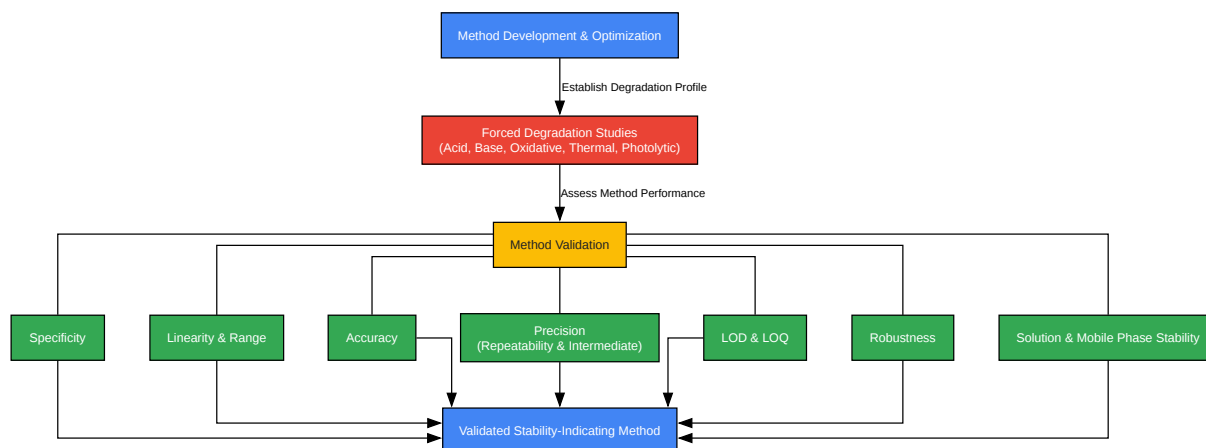 Method Development & Optimization
Establish Degradation Profile
Forced Degradation Studies
(Acid, Base, Oxidative, Thermal, Photolytic)
Assess Method Performance
Method Validation
Specificity
Linearity & Range
Accuracy
Precision
(Repeatability & Intermediate)
LOD & LOQ
Robustness
Solution & Mobile Phase Stability
Validated Stability-Indicating Method